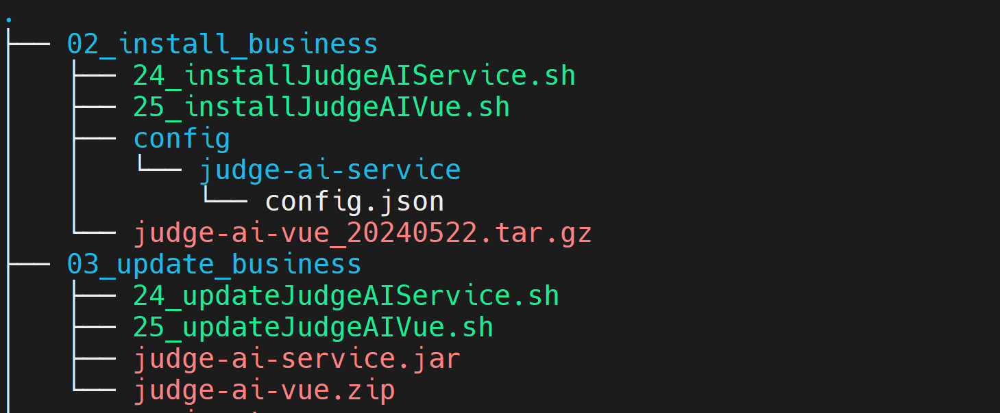 .
├── 02_install_business
│   ├── 24_installJudgeAIService.sh
│   ├── 25_installJudgeAIVue.sh
│   ├── config
│   │   └── judge-ai-service
│   │       └── config.json
│   └── judge-ai-vue_20240522.tar.gz
├── 03_update_business
│   ├── 24_updateJudgeAIService.sh
│   ├── 25_updateJudgeAIVue.sh
│   ├── judge-ai-service.jar
│   └── judge-ai-vue.zip